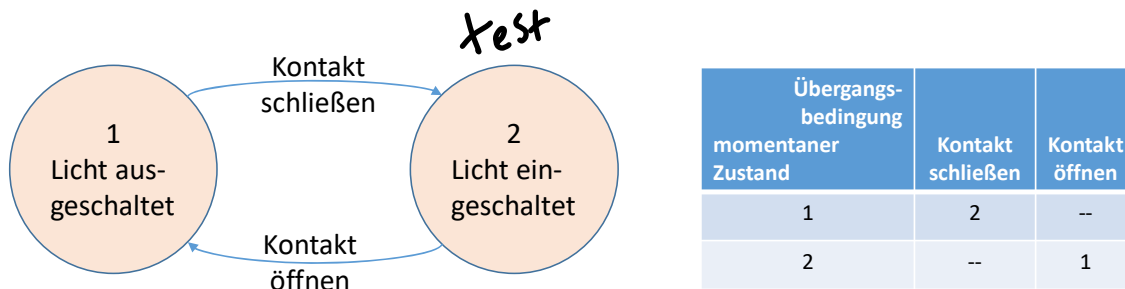 test
Kontakt
schließen
1
Licht aus-
geschaltet
2
Licht ein-
geschaltet
Kontakt
öffnen
Übergangs-
bedingung
momentaner
Zustand
Kontakt
schließen
Kontakt
öffnen
1 2 --
2 -- 1